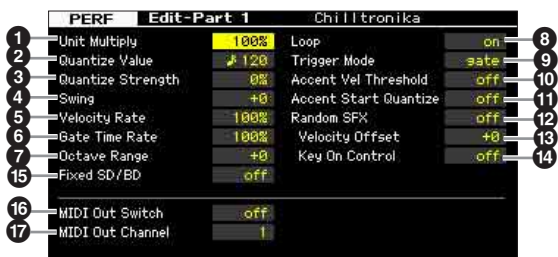 PERF Edit-Part 1 Chilltronika
1 Unit Multiply 100% Loop on 8
2 Quantize Value 120 Trigger Mode gate 9
3 Quantize Strength 0% Accent Vel Threshold off 10
4 Swing +0 Accent Start Quantize off 11
5 Velocity Rate 100% Random SFX off 12
6 Gate Time Rate 100% Velocity Offset +0 13
7 Octave Range +0 Key On Control off 14
15 Fixed SD/BD off
16 MIDI Out Switch off
17 MIDI Out Channel 1